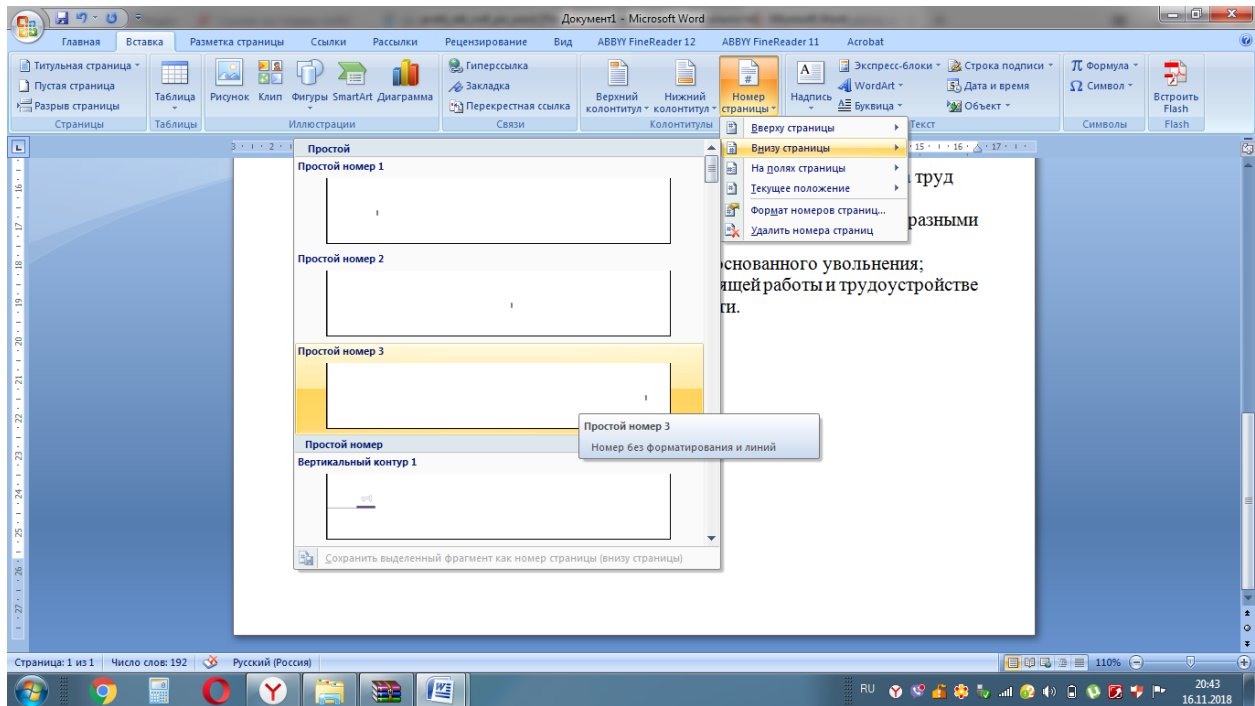 Документ1 - Microsoft Word
Главная Вставка Разметка страницы Ссылки Рассылки Рецензирование Вид ABBYY FineReader 12 ABBYY FineReader 11 Acrobat
Титульная страница
Пустая страница
Разрыв страницы
Страницы
Таблица
Таблицы
Рисунок Клип Фигуры SmartArt Диаграмма
Иллюстрации
Гиперссылка
Закладка
Перекрестная ссылка
Связи
Верхний колонтитул
Нижний колонтитул
Номер страницы
Колонтитулы
Надпись
Экспресс-блоки
WordArt
Буквица
Строка подписи
Дата и время
Объект
Текст
Формула
Символ
Символы
Встроить Flash
Flash
Вверху страницы
Внизу страницы
На полях страницы
Текущее положение
Формат номеров страниц...
Удалить номера страниц
Простой
Простой номер 1
1
Простой номер 2
1
Простой номер 3
1
Простой номер
Вертикальный контур 1
Сохранить выделенный фрагмент как номер страницы (внизу страницы)
Простой номер 3
Номер без форматирования и линий
труд
разными
основанного увольнения;
ящей работы и трудоустройстве
ти.
Страница: 1 из 1 Число слов: 192 Русский (Россия) 110%
RU 20:43
16.11.2018